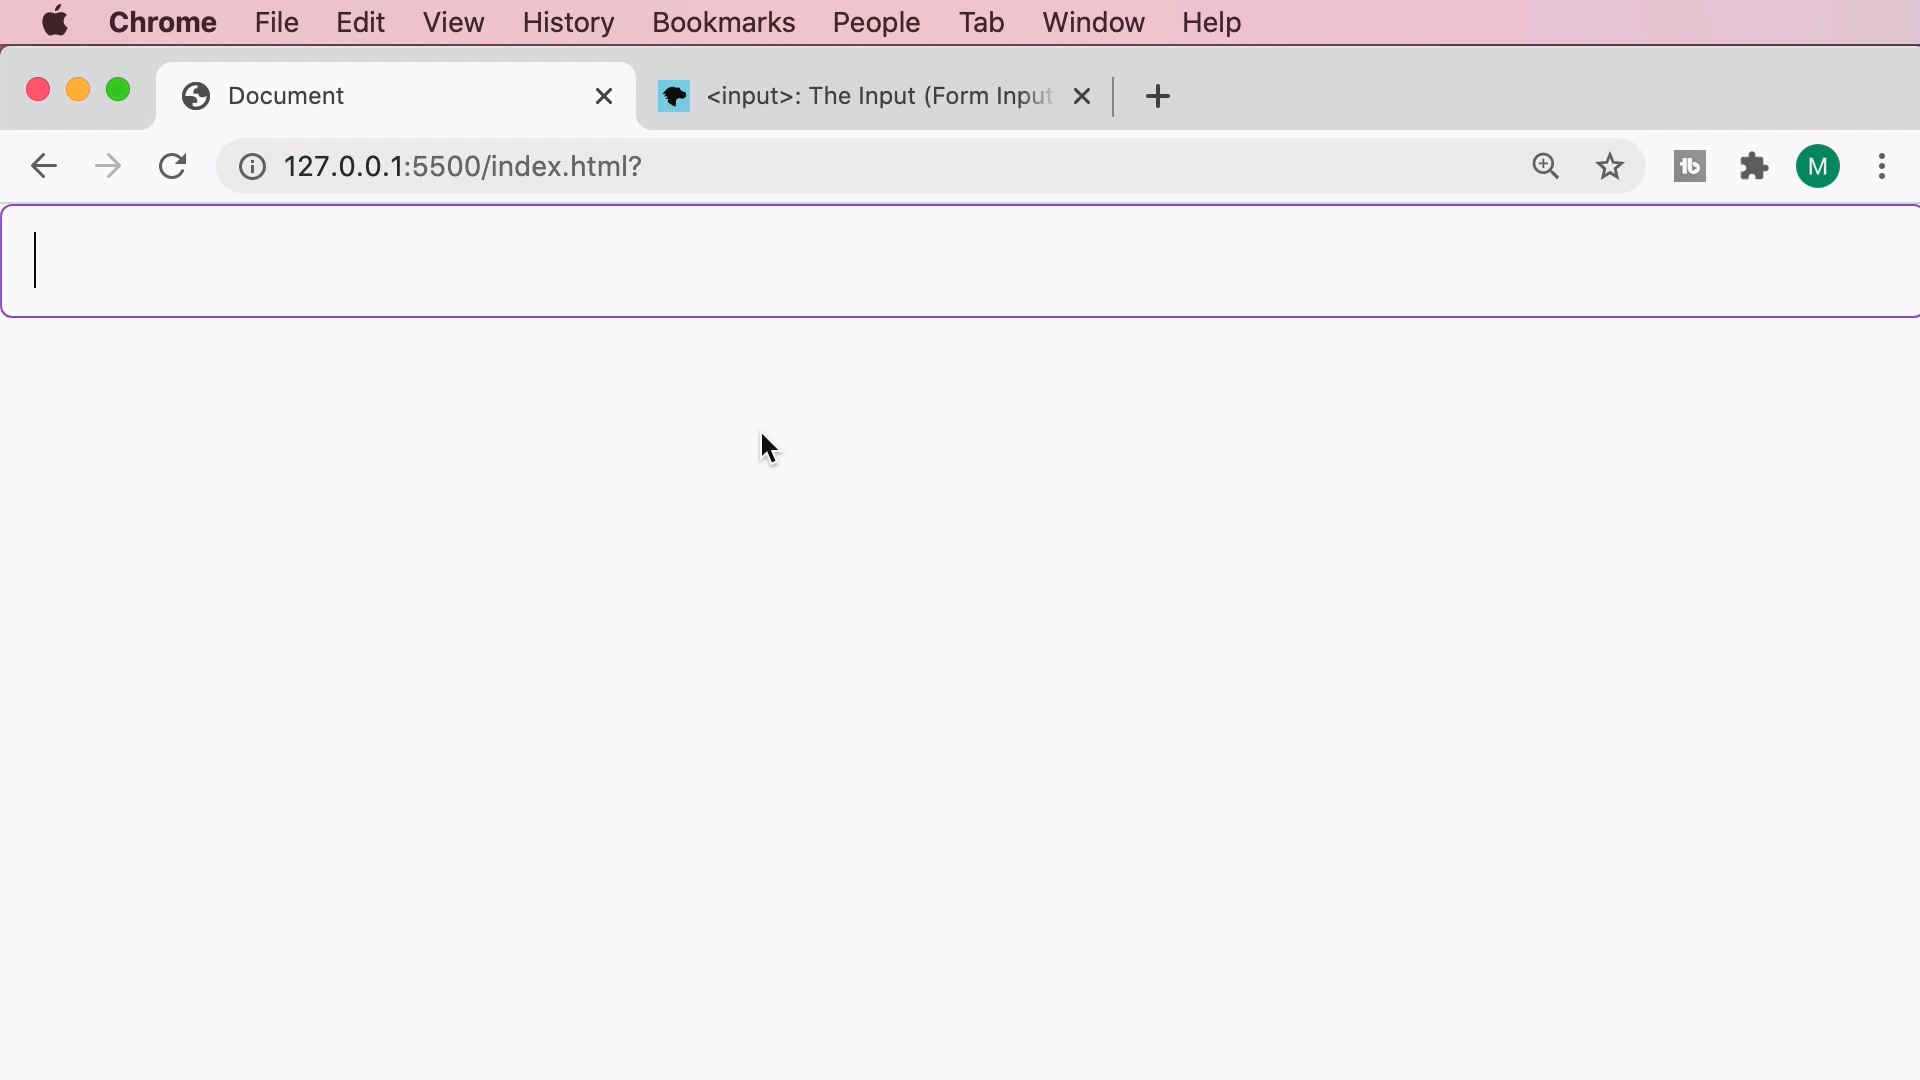 Chrome File Edit View History Bookmarks People Tab Window Help
Document
<input>: The Input (Form Input
127.0.0.1:5500/index.html?
tb
M